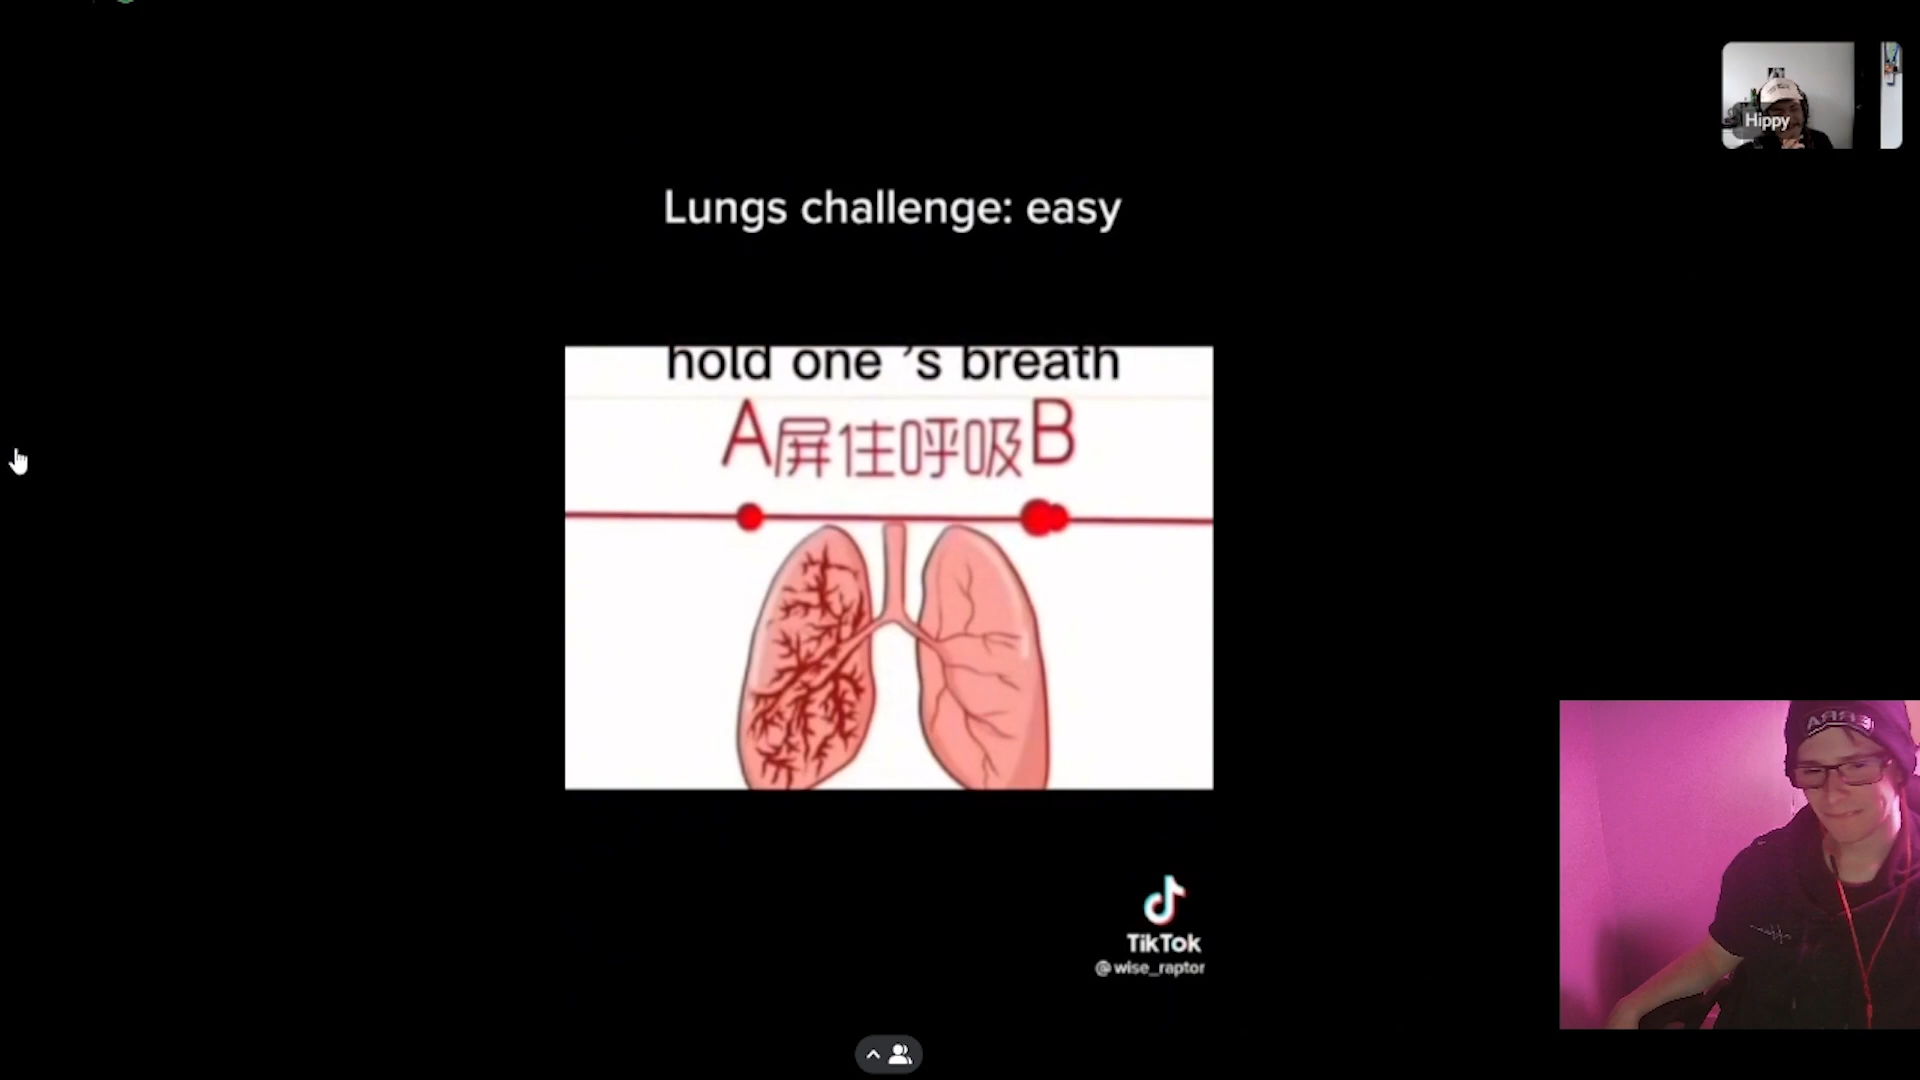 Hippy
Lungs challenge: easy
hold one 's breath
A屏住呼吸B
TikTok
@wise_raptor